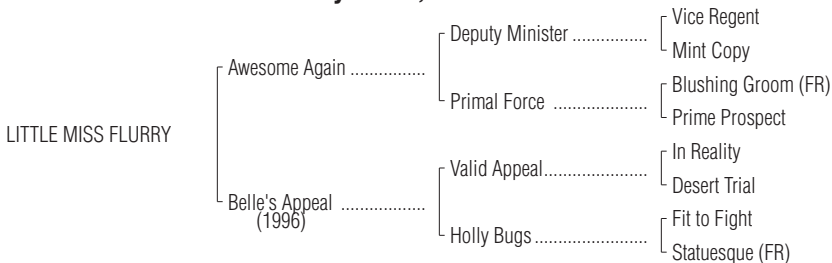 Vice Regent
Deputy Minister ................
Mint Copy
Awesome Again ................
Blushing Groom (FR)
Primal Force ....................
Prime Prospect
LITTLE MISS FLURRY
In Reality
Valid Appeal......................
Desert Trial
Belle's Appeal ..................
(1996)
Fit to Fight
Holly Bugs ........................
Statuesque (FR)